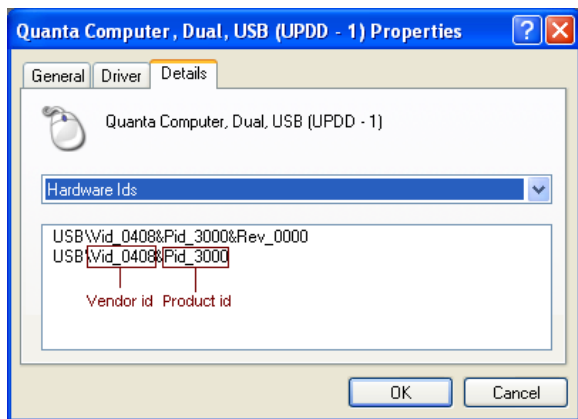 Quanta Computer, Dual, USB (UPDD - 1) Properties
General Driver Details
Quanta Computer, Dual, USB (UPDD - 1)
Hardware Ids
USB\Vid_0408&Pid_3000&Rev_0000
USB\Vid_0408&Pid_3000
Vendor id Product id
OK Cancel